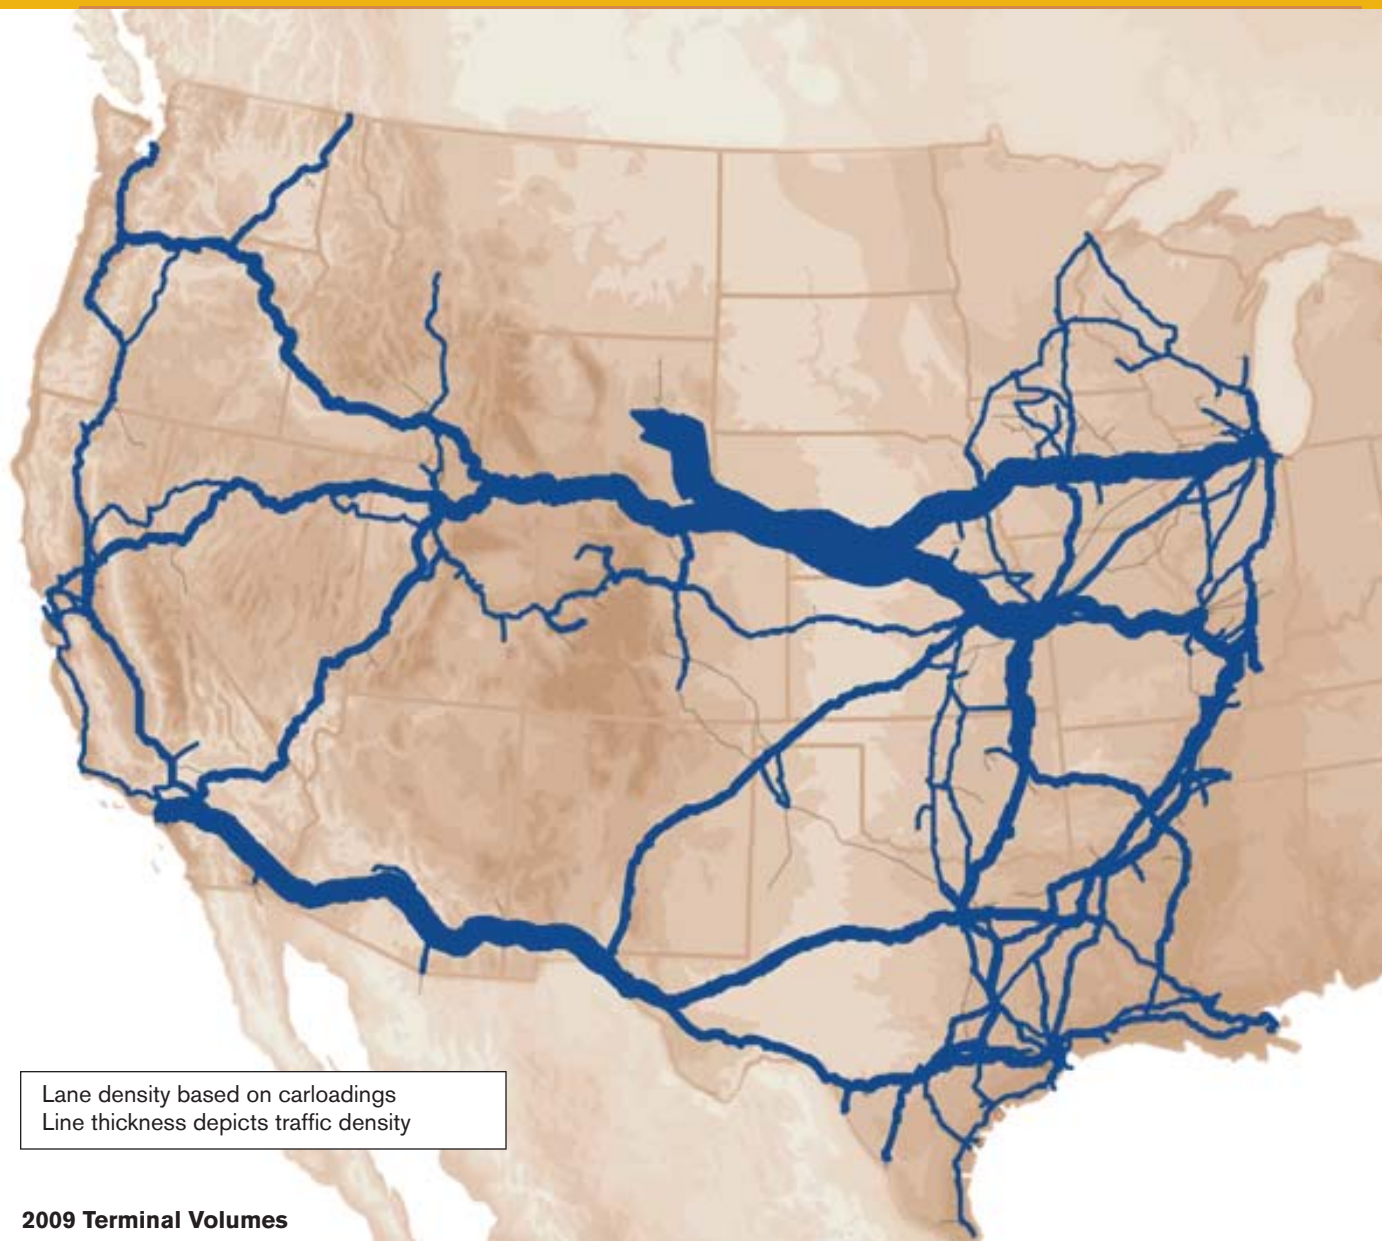 Lane density based on carloadings
Line thickness depicts traffic density
2009 Terminal Volumes